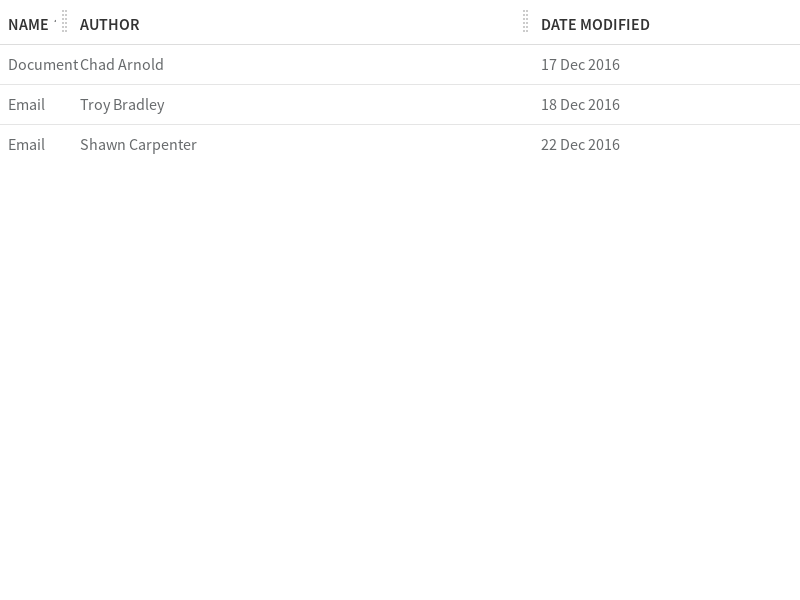 NAME AUTHOR DATE MODIFIED
Document Chad Arnold 17 Dec 2016
Email Troy Bradley 18 Dec 2016
Email Shawn Carpenter 22 Dec 2016